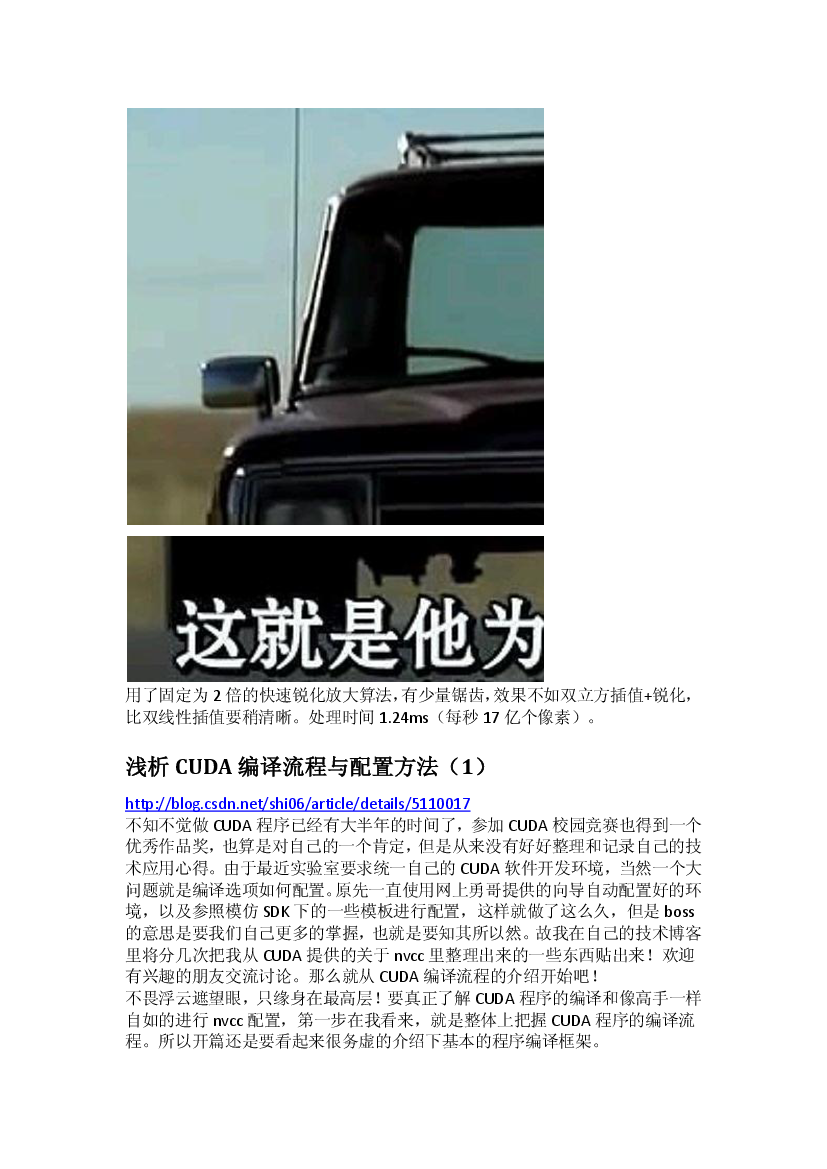 这就是他为
用了固定为 2 倍的快速锐化放大算法，有少量锯齿，效果不如双立方插值+锐化，
比双线性插值要稍清晰。处理时间 1.24ms（每秒 17 亿个像素）。
浅析 CUDA 编译流程与配置方法（1）
http://blog.csdn.net/shi06/article/details/5110017
不知不觉做 CUDA 程序已经有大半年的时间了，参加 CUDA 校园竞赛也得到一个
优秀作品奖，也算是对自己的一个肯定，但是从来没有好好整理和记录自己的技
术应用心得。由于最近实验室要求统一自己的 CUDA 软件开发环境，当然一个大
问题就是编译选项如何配置。原先一直使用网上勇哥提供的向导自动配置好的环
境，以及参照模仿 SDK 下的一些模板进行配置，这样就做了这么久，但是 boss
的意思是要我们自己更多的掌握，也就是要知其所以然。故我在自己的技术博客
里将分几次把我从 CUDA 提供的关于 nvcc 里整理出来的一些东西贴出来！欢迎
有兴趣的朋友交流讨论。那么就从 CUDA 编译流程的介绍开始吧！
不畏浮云遮望眼，只缘身在最高层！要真正了解 CUDA 程序的编译和像高手一样
自如的进行 nvcc 配置，第一步在我看来，就是整体上把握 CUDA 程序的编译流
程。所以开篇还是要看起来很务虚的介绍下基本的程序编译框架。